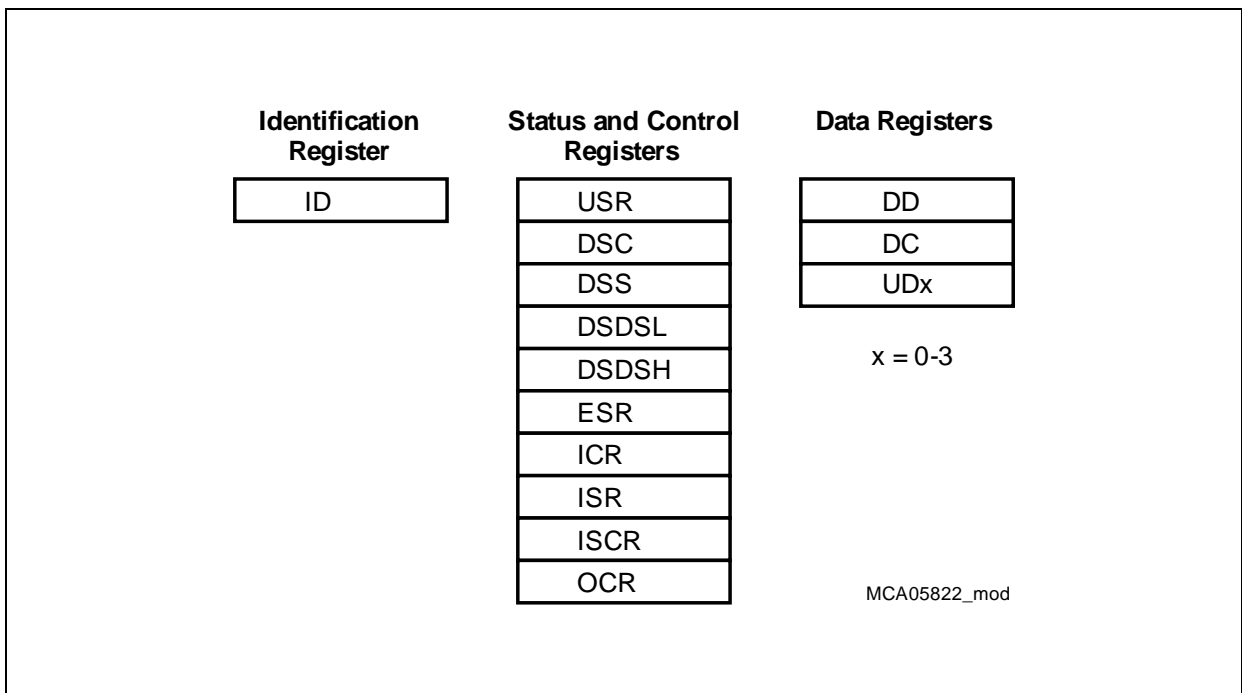 Identification
Register
ID
Status and Control
Registers
USR
DSC
DSS
DSDSL
DSDSH
ESR
ICR
ISR
ISCR
OCR
Data Registers
DD
DC
UDx
x = 0-3
MCA05822_mod